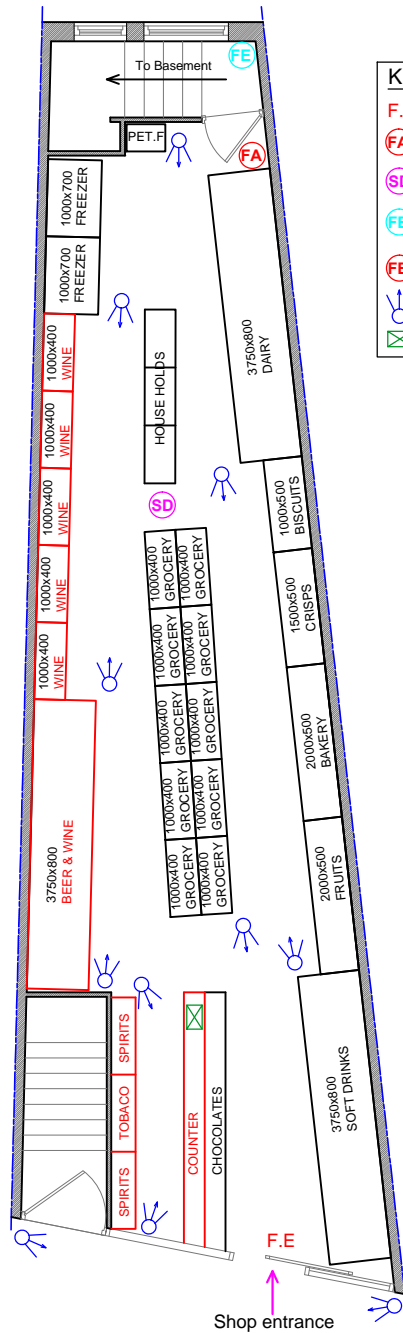 FE
To Basement
PET.F
FA
K
F.
FA
SD
FE
FE
1000x700
FREEZER
1000x700
FREEZER
3750x800
DAIRY
1000x400
WINE
1000x400
WINE
1000x400
WINE
1000x400
WINE
1000x400
WINE
HOUSE HOLDS
SD
1000x500
BISCUITS
1500x500
CRISPS
2000x500
BAKERY
2000x500
FRUITS
1000x400
GROCERY
1000x400
GROCERY
1000x400
GROCERY
1000x400
GROCERY
1000x400
GROCERY
1000x400
GROCERY
1000x400
GROCERY
1000x400
GROCERY
1000x400
GROCERY
1000x400
GROCERY
3750x800
BEER & WINE
SPIRITS
TOBACO
SPIRITS
COUNTER
CHOCOLATES
3750x800
SOFT DRINKS
F.E
Shop entrance